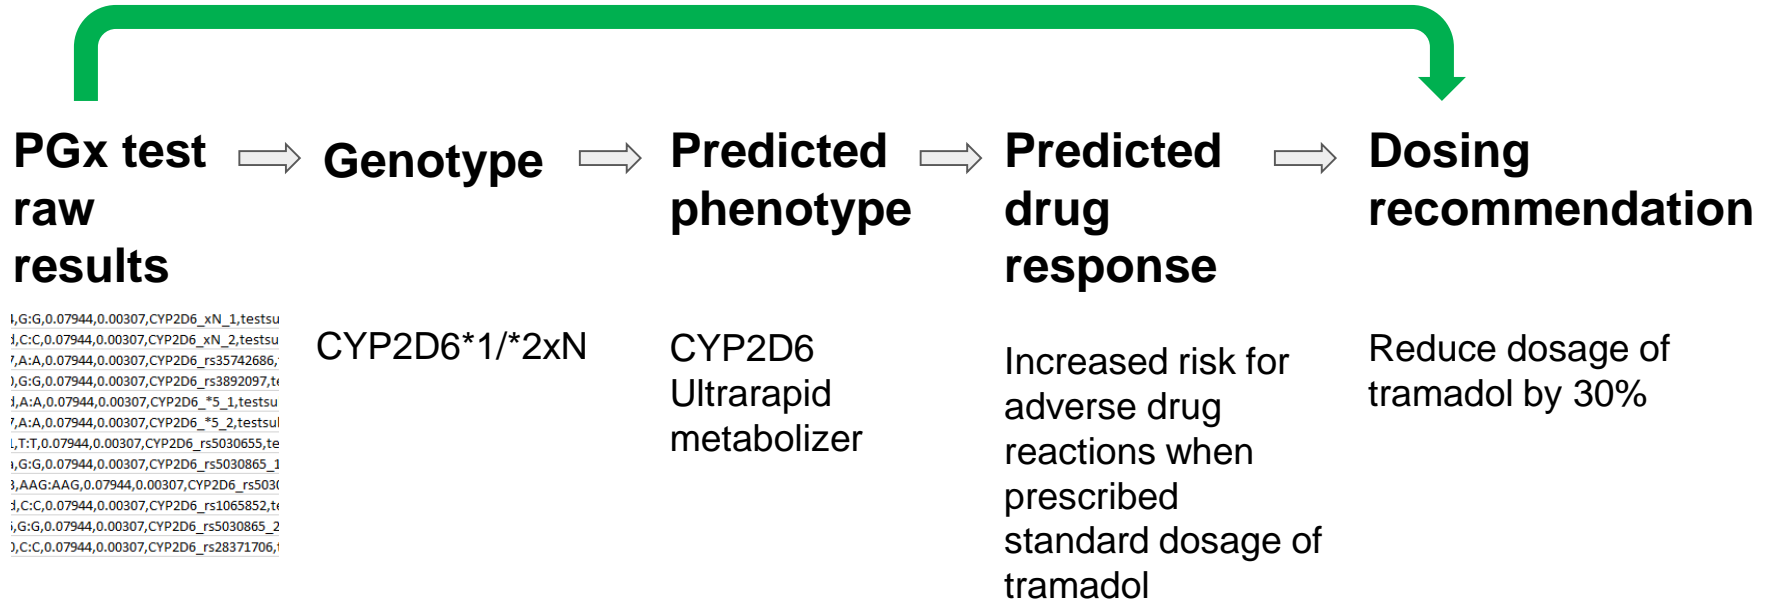 PGx test
raw
results
Genotype
Predicted
phenotype
Predicted
drug
response
Dosing
recommendation
,G:G,0.07944,0.00307,CYP2D6_xN_1,testsu
,C:C,0.07944,0.00307,CYP2D6_xN_2,testsu
,A:A,0.07944,0.00307,CYP2D6_rs35742686,
,G:G,0.07944,0.00307,CYP2D6_rs3892097,te
,A:A,0.07944,0.00307,CYP2D6_*5_1,testsu
,A:A,0.07944,0.00307,CYP2D6_*5_2,testsu
,T:T,0.07944,0.00307,CYP2D6_rs5030655,te
,G:G,0.07944,0.00307,CYP2D6_rs5030865_1
,AAG:AAG,0.07944,0.00307,CYP2D6_rs5030
,C:C,0.07944,0.00307,CYP2D6_rs1065852,te
,G:G,0.07944,0.00307,CYP2D6_rs5030865_2
,C:C,0.07944,0.00307,CYP2D6_rs28371706,
CYP2D6*1/*2xN
CYP2D6
Ultrarapid
metabolizer
Increased risk for
adverse drug
reactions when
prescribed
standard dosage of
tramadol
Reduce dosage of
tramadol by 30%